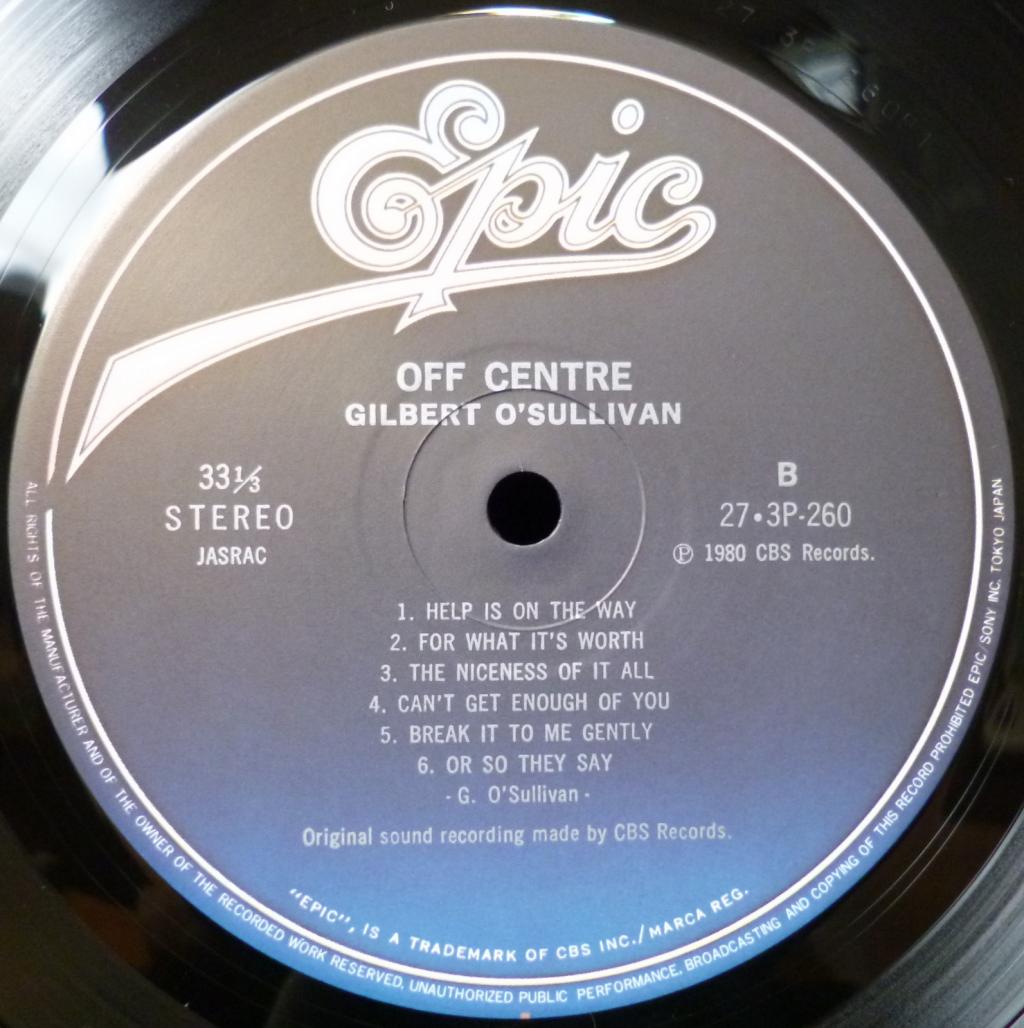 Epic
OFF CENTRE
GILBERT O'SULLIVAN
33⅓
STEREO
JASRAC
B
27•3P-260
Ⓟ 1980 CBS Records.
1. HELP IS ON THE WAY
2. FOR WHAT IT'S WORTH
3. THE NICENESS OF IT ALL
4. CAN'T GET ENOUGH OF YOU
5. BREAK IT TO ME GENTLY
6. OR SO THEY SAY
- G. O'Sullivan -
Original sound recording made by CBS Records.
"EPIC", IS A TRADEMARK OF CBS INC./MARCA REG.
ALL RIGHTS OF THE MANUFACTURER AND OF THE OWNER OF THE RECORDED WORK RESERVED, UNAUTHORIZED PUBLIC PERFORMANCE, BROADCASTING AND COPYING OF THIS RECORD PROHIBITED EPIC/SONY INC. TOKYO JAPAN